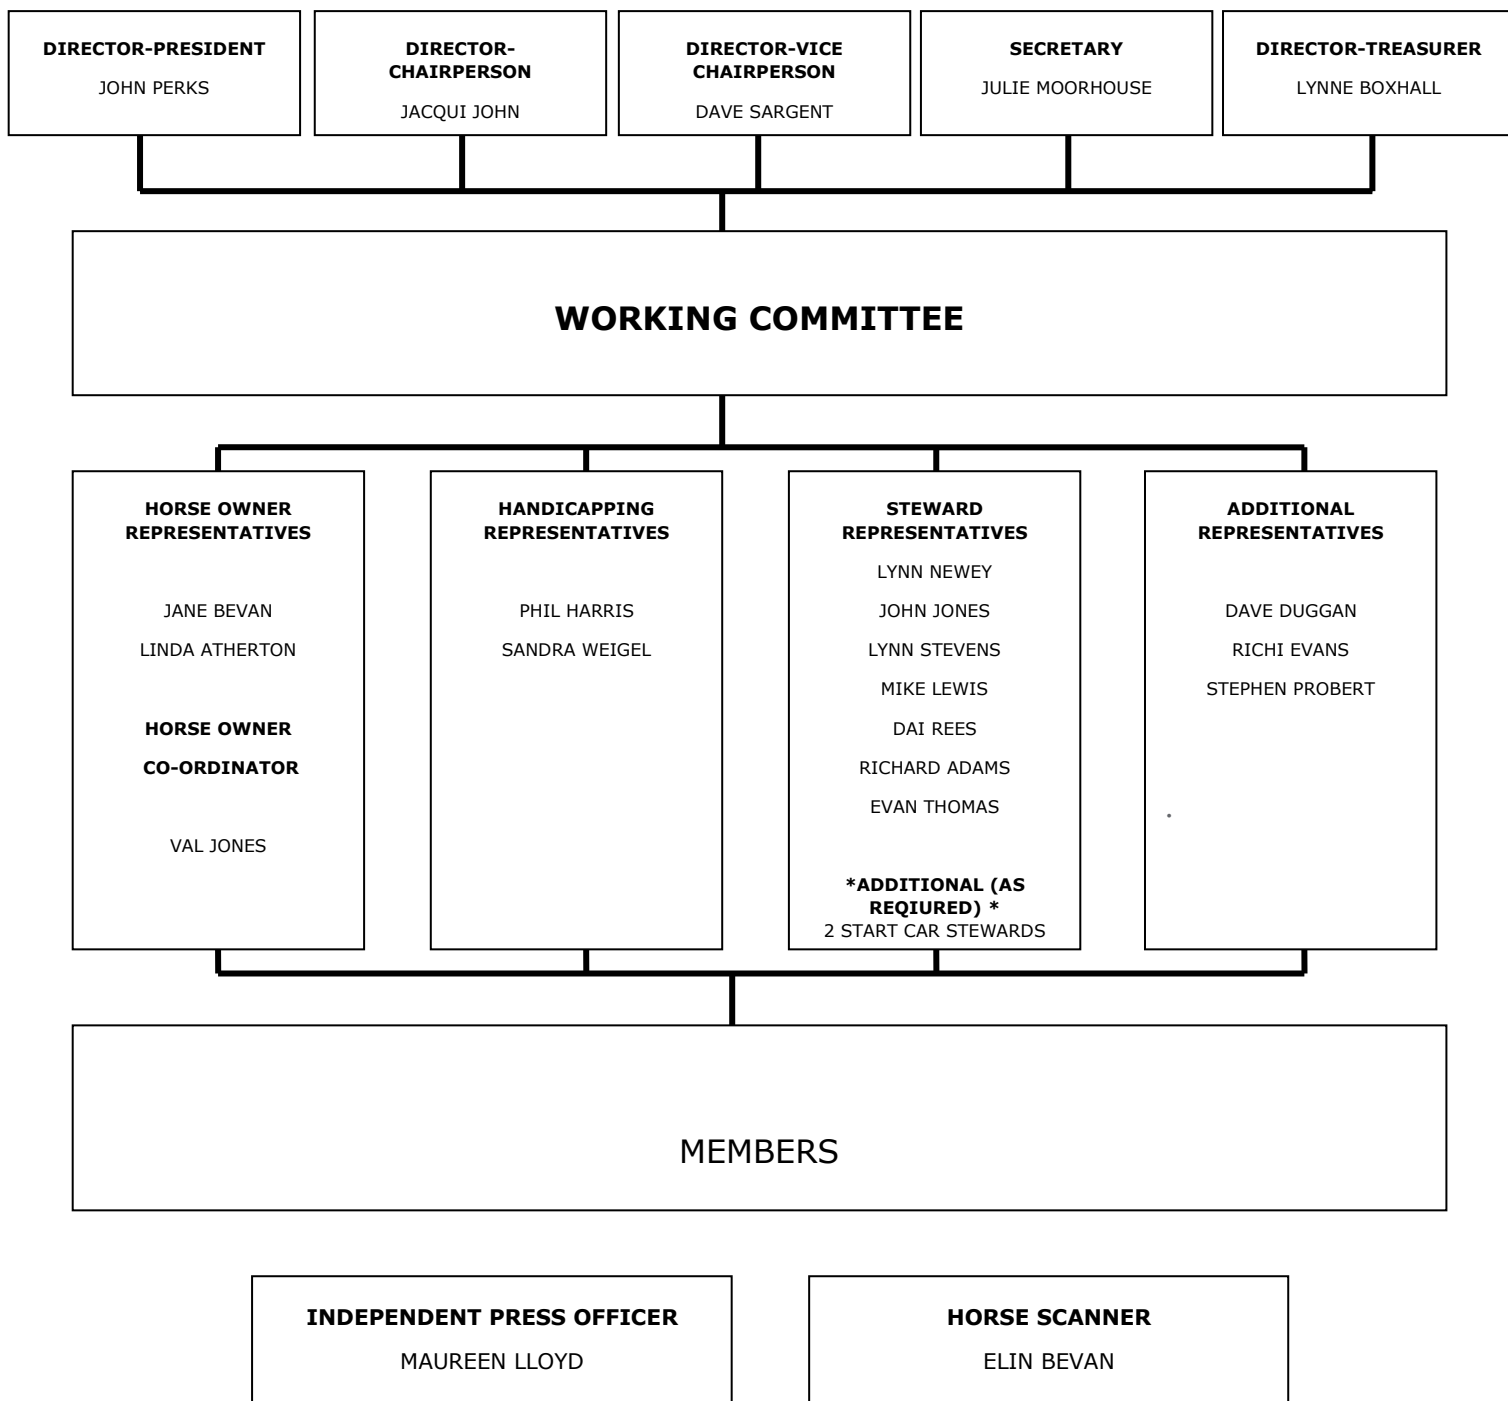 DIRECTOR-PRESIDENT
JOHN PERKS
DIRECTOR-
CHAIRPERSON
JACQUI JOHN
DIRECTOR-VICE
CHAIRPERSON
DAVE SARGENT
SECRETARY
JULIE MOORHOUSE
DIRECTOR-TREASURER
LYNNE BOXHALL
WORKING COMMITTEE
HORSE OWNER
REPRESENTATIVES
JANE BEVAN
LINDA ATHERTON
HORSE OWNER
CO-ORDINATOR
VAL JONES
HANDICAPPING
REPRESENTATIVES
PHIL HARRIS
SANDRA WEIGEL
STEWARD
REPRESENTATIVES
LYNN NEWEY
JOHN JONES
LYNN STEVENS
MIKE LEWIS
DAI REES
RICHARD ADAMS
EVAN THOMAS
*ADDITIONAL (AS
REQIURED) *
2 START CAR STEWARDS
ADDITIONAL
REPRESENTATIVES
DAVE DUGGAN
RICHI EVANS
STEPHEN PROBERT
.
MEMBERS
INDEPENDENT PRESS OFFICER
MAUREEN LLOYD
HORSE SCANNER
ELIN BEVAN